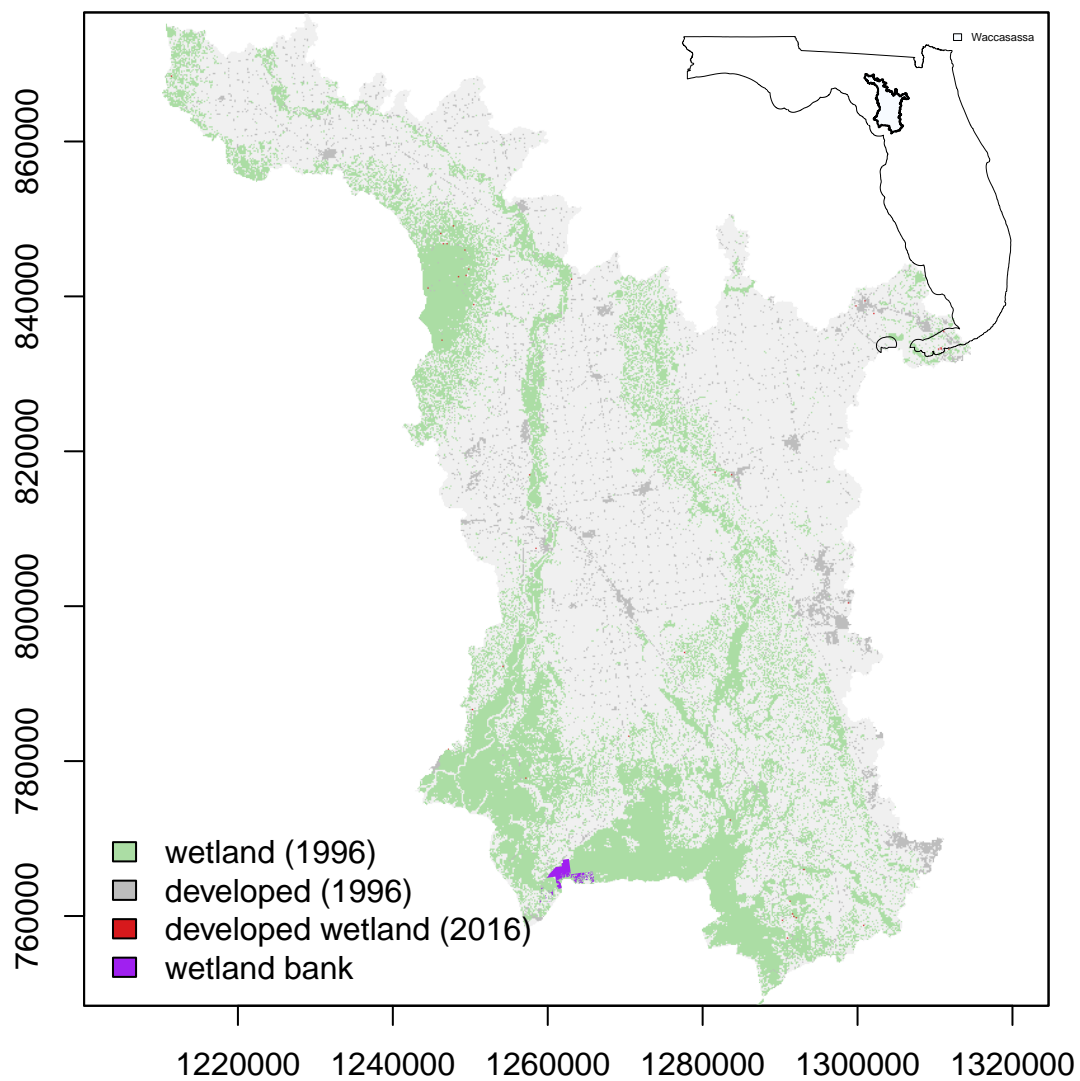 Waccasassa
860000
840000
820000
800000
780000
760000
wetland (1996)
developed (1996)
developed wetland (2016)
wetland bank
1220000 1240000 1260000 1280000 1300000 1320000